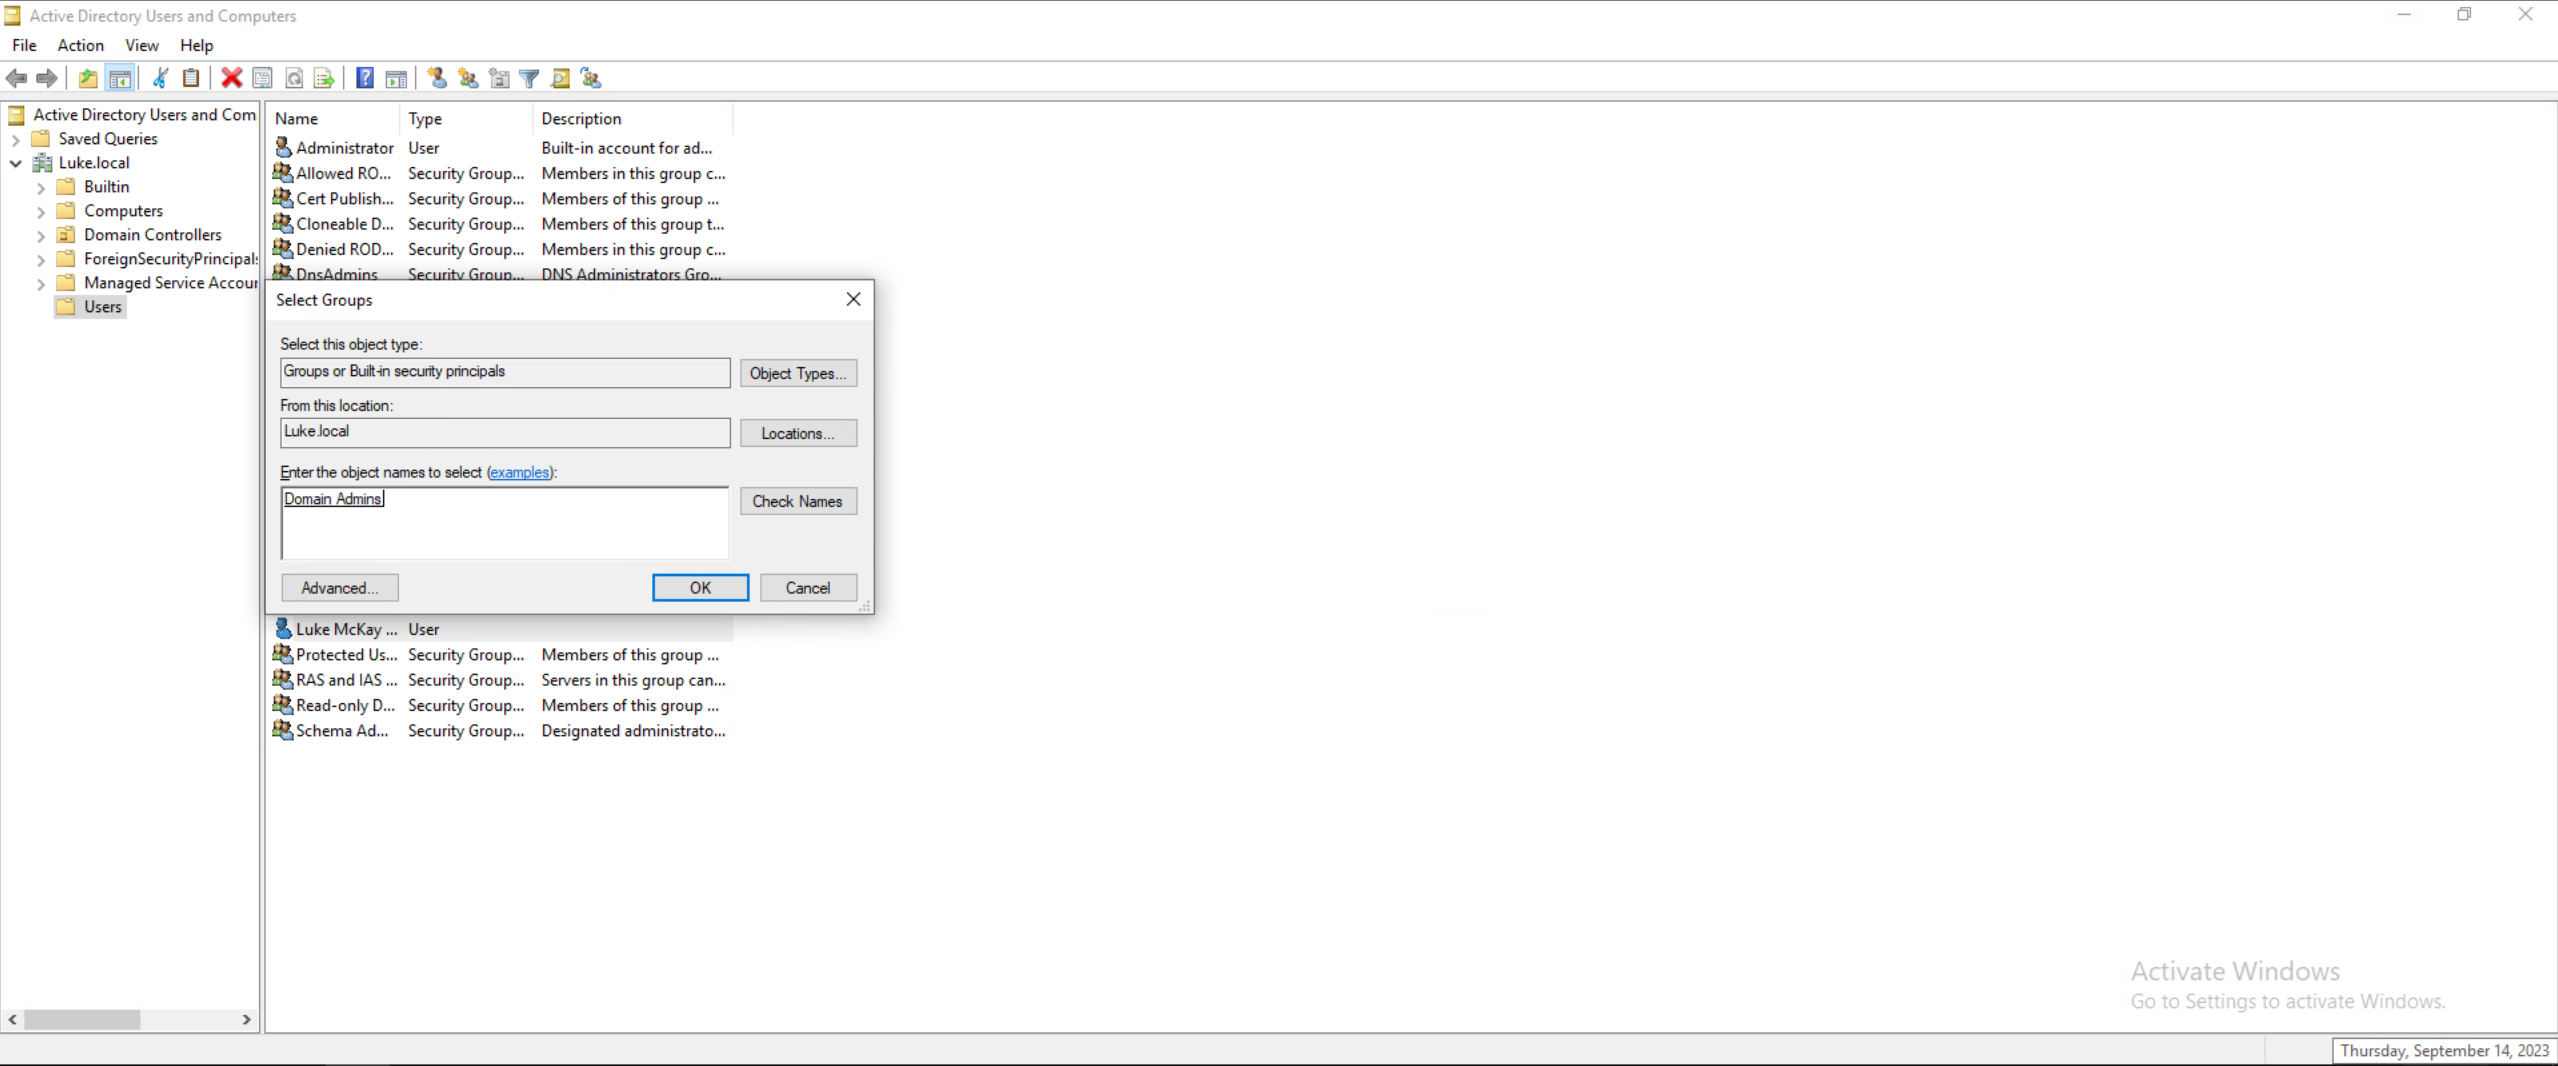 Active Directory Users and Computers
File Action View Help
Active Directory Users and Com
Saved Queries
Luke.local
Builtin
Computers
Domain Controllers
ForeignSecurityPrincipals
Managed Service Accoun
Users
Name Type Description
Administrator User Built-in account for ad...
Allowed RO... Security Group... Members in this group c...
Cert Publish... Security Group... Members of this group ...
Cloneable D... Security Group... Members of this group t...
Denied ROD... Security Group... Members in this group c...
DnsAdmins Security Group... DNS Administrators Gro...
Select Groups
Select this object type:
Groups or Built-in security principals
Object Types...
From this location:
Luke.local
Locations...
Enter the object names to select (examples):
Domain Admins
Check Names
Advanced...
OK
Cancel
Luke McKay ... User
Protected Us... Security Group... Members of this group ...
RAS and IAS ... Security Group... Servers in this group can...
Read-only D... Security Group... Members of this group ...
Schema Ad... Security Group... Designated administrato...
Activate Windows
Go to Settings to activate Windows.
Thursday, September 14, 2023